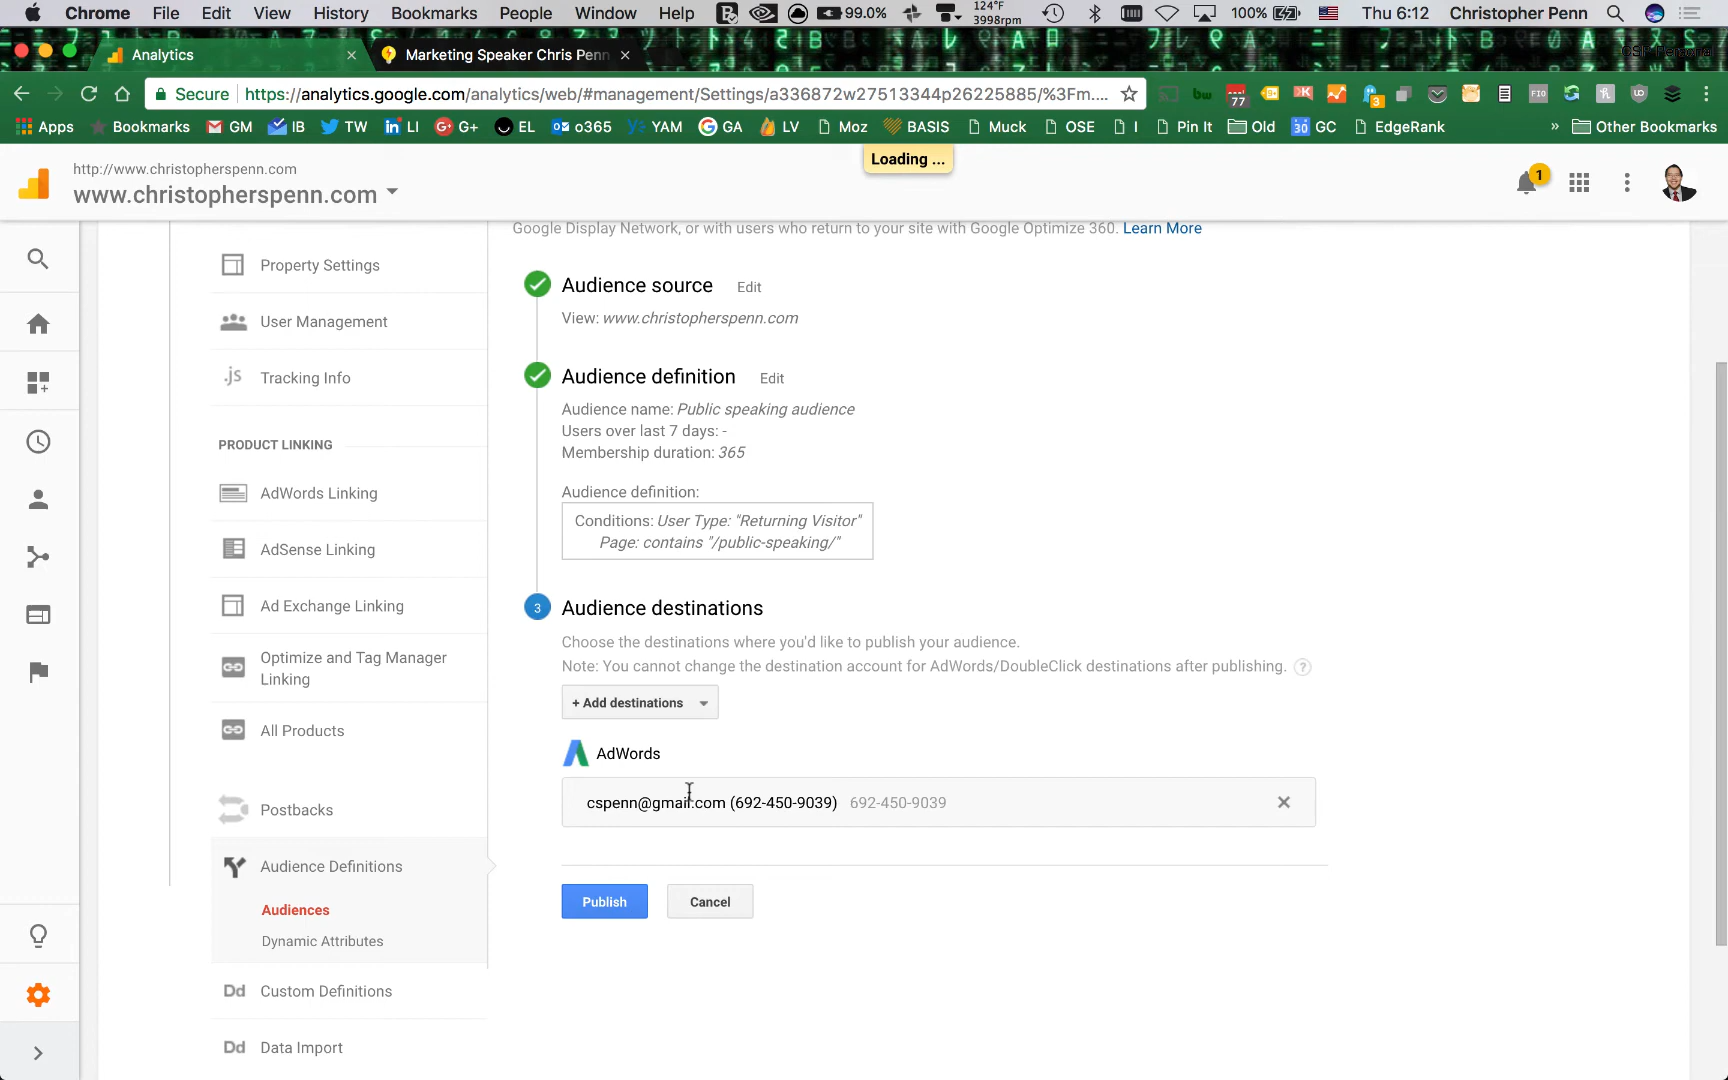 Chrome File Edit View History Bookmarks People Window Help 99.0% 124°F 3998rpm 100% Thu 6:12 Christopher Penn
Analytics Marketing Speaker Chris Penn
Secure https://analytics.google.com/analytics/web/#management/Settings/a336872w27513344p26225885/%3Fm.... 77 3 FIO
Apps Bookmarks GM IB TW LI G+ EL o365 YAM GA LV Moz BASIS Muck OSE I Pin It Old 30 GC EdgeRank » Other Bookmarks
Loading ...
http://www.christopherspenn.com
www.christopherspenn.com
1
Google Display Network, or with users who return to your site with Google Optimize 360. Learn More
Property Settings
User Management
.js Tracking Info
PRODUCT LINKING
AdWords Linking
AdSense Linking
Ad Exchange Linking
Optimize and Tag Manager
Linking
All Products
Postbacks
Audience Definitions
Audiences
Dynamic Attributes
Dd Custom Definitions
Dd Data Import
Audience source Edit
View: www.christopherspenn.com
Audience definition Edit
Audience name: Public speaking audience
Users over last 7 days: -
Membership duration: 365
Audience definition:
Conditions: User Type: "Returning Visitor"
Page: contains "/public-speaking/"
3 Audience destinations
Choose the destinations where you'd like to publish your audience.
Note: You cannot change the destination account for AdWords/DoubleClick destinations after publishing. ?
+ Add destinations
AdWords
cspenn@gmail.com (692-450-9039) 692-450-9039
Publish Cancel